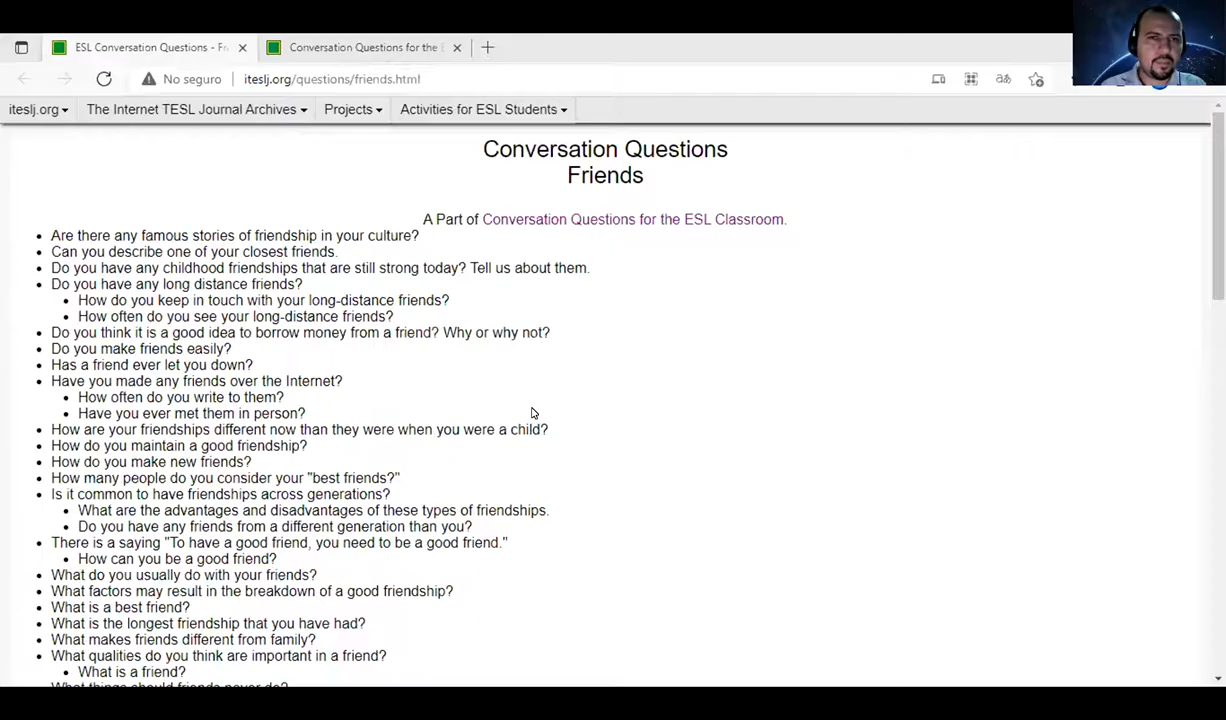 ESL Conversation Questions - Fr
Conversation Questions for the E
No seguro
iteslj.org/questions/friends.html
iteslj.org
The Internet TESL Journal Archives
Projects
Activities for ESL Students
Conversation Questions
Friends
A Part of Conversation Questions for the ESL Classroom.
Are there any famous stories of friendship in your culture?
Can you describe one of your closest friends.
Do you have any childhood friendships that are still strong today? Tell us about them.
Do you have any long distance friends?
How do you keep in touch with your long-distance friends?
How often do you see your long-distance friends?
Do you think it is a good idea to borrow money from a friend? Why or why not?
Do you make friends easily?
Has a friend ever let you down?
Have you made any friends over the Internet?
How often do you write to them?
Have you ever met them in person?
How are your friendships different now than they were when you were a child?
How do you maintain a good friendship?
How do you make new friends?
How many people do you consider your "best friends?"
Is it common to have friendships across generations?
What are the advantages and disadvantages of these types of friendships.
Do you have any friends from a different generation than you?
There is a saying "To have a good friend, you need to be a good friend."
How can you be a good friend?
What do you usually do with your friends?
What factors may result in the breakdown of a good friendship?
What is a best friend?
What is the longest friendship that you have had?
What makes friends different from family?
What qualities do you think are important in a friend?
What is a friend?
What things should friends never do?